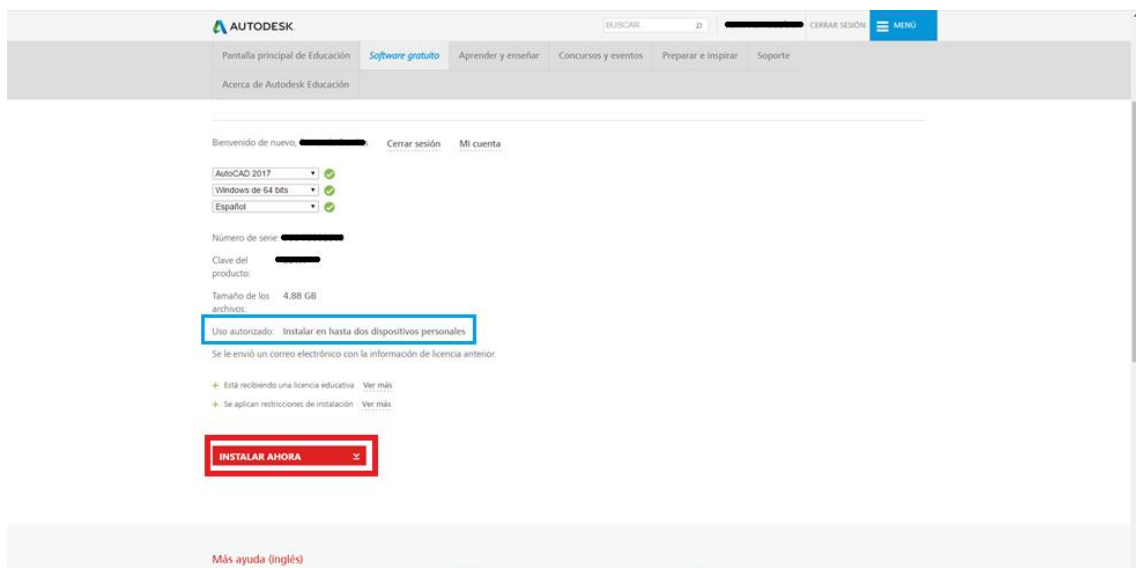 AUTODESK.
BUSCAR
CERRAR SESIÓN
MENÚ
Pantalla principal de Educación
Software gratuito
Aprender y enseñar
Concursos y eventos
Preparar e inspirar
Soporte
Acerca de Autodesk Educación
Bienvenido de nuevo,
Cerrar sesión
Mi cuenta
AutoCAD 2017
Windows de 64 bits
Español
Número de serie:
Clave del
producto:
Tamaño de los 4.88 GB
archivos:
Uso autorizado: Instalar en hasta dos dispositivos personales
Se le envió un correo electrónico con la información de licencia anterior.
+ Está recibiendo una licencia educativa Ver más
+ Se aplican restricciones de instalación Ver más
INSTALAR AHORA
Más ayuda (inglés)